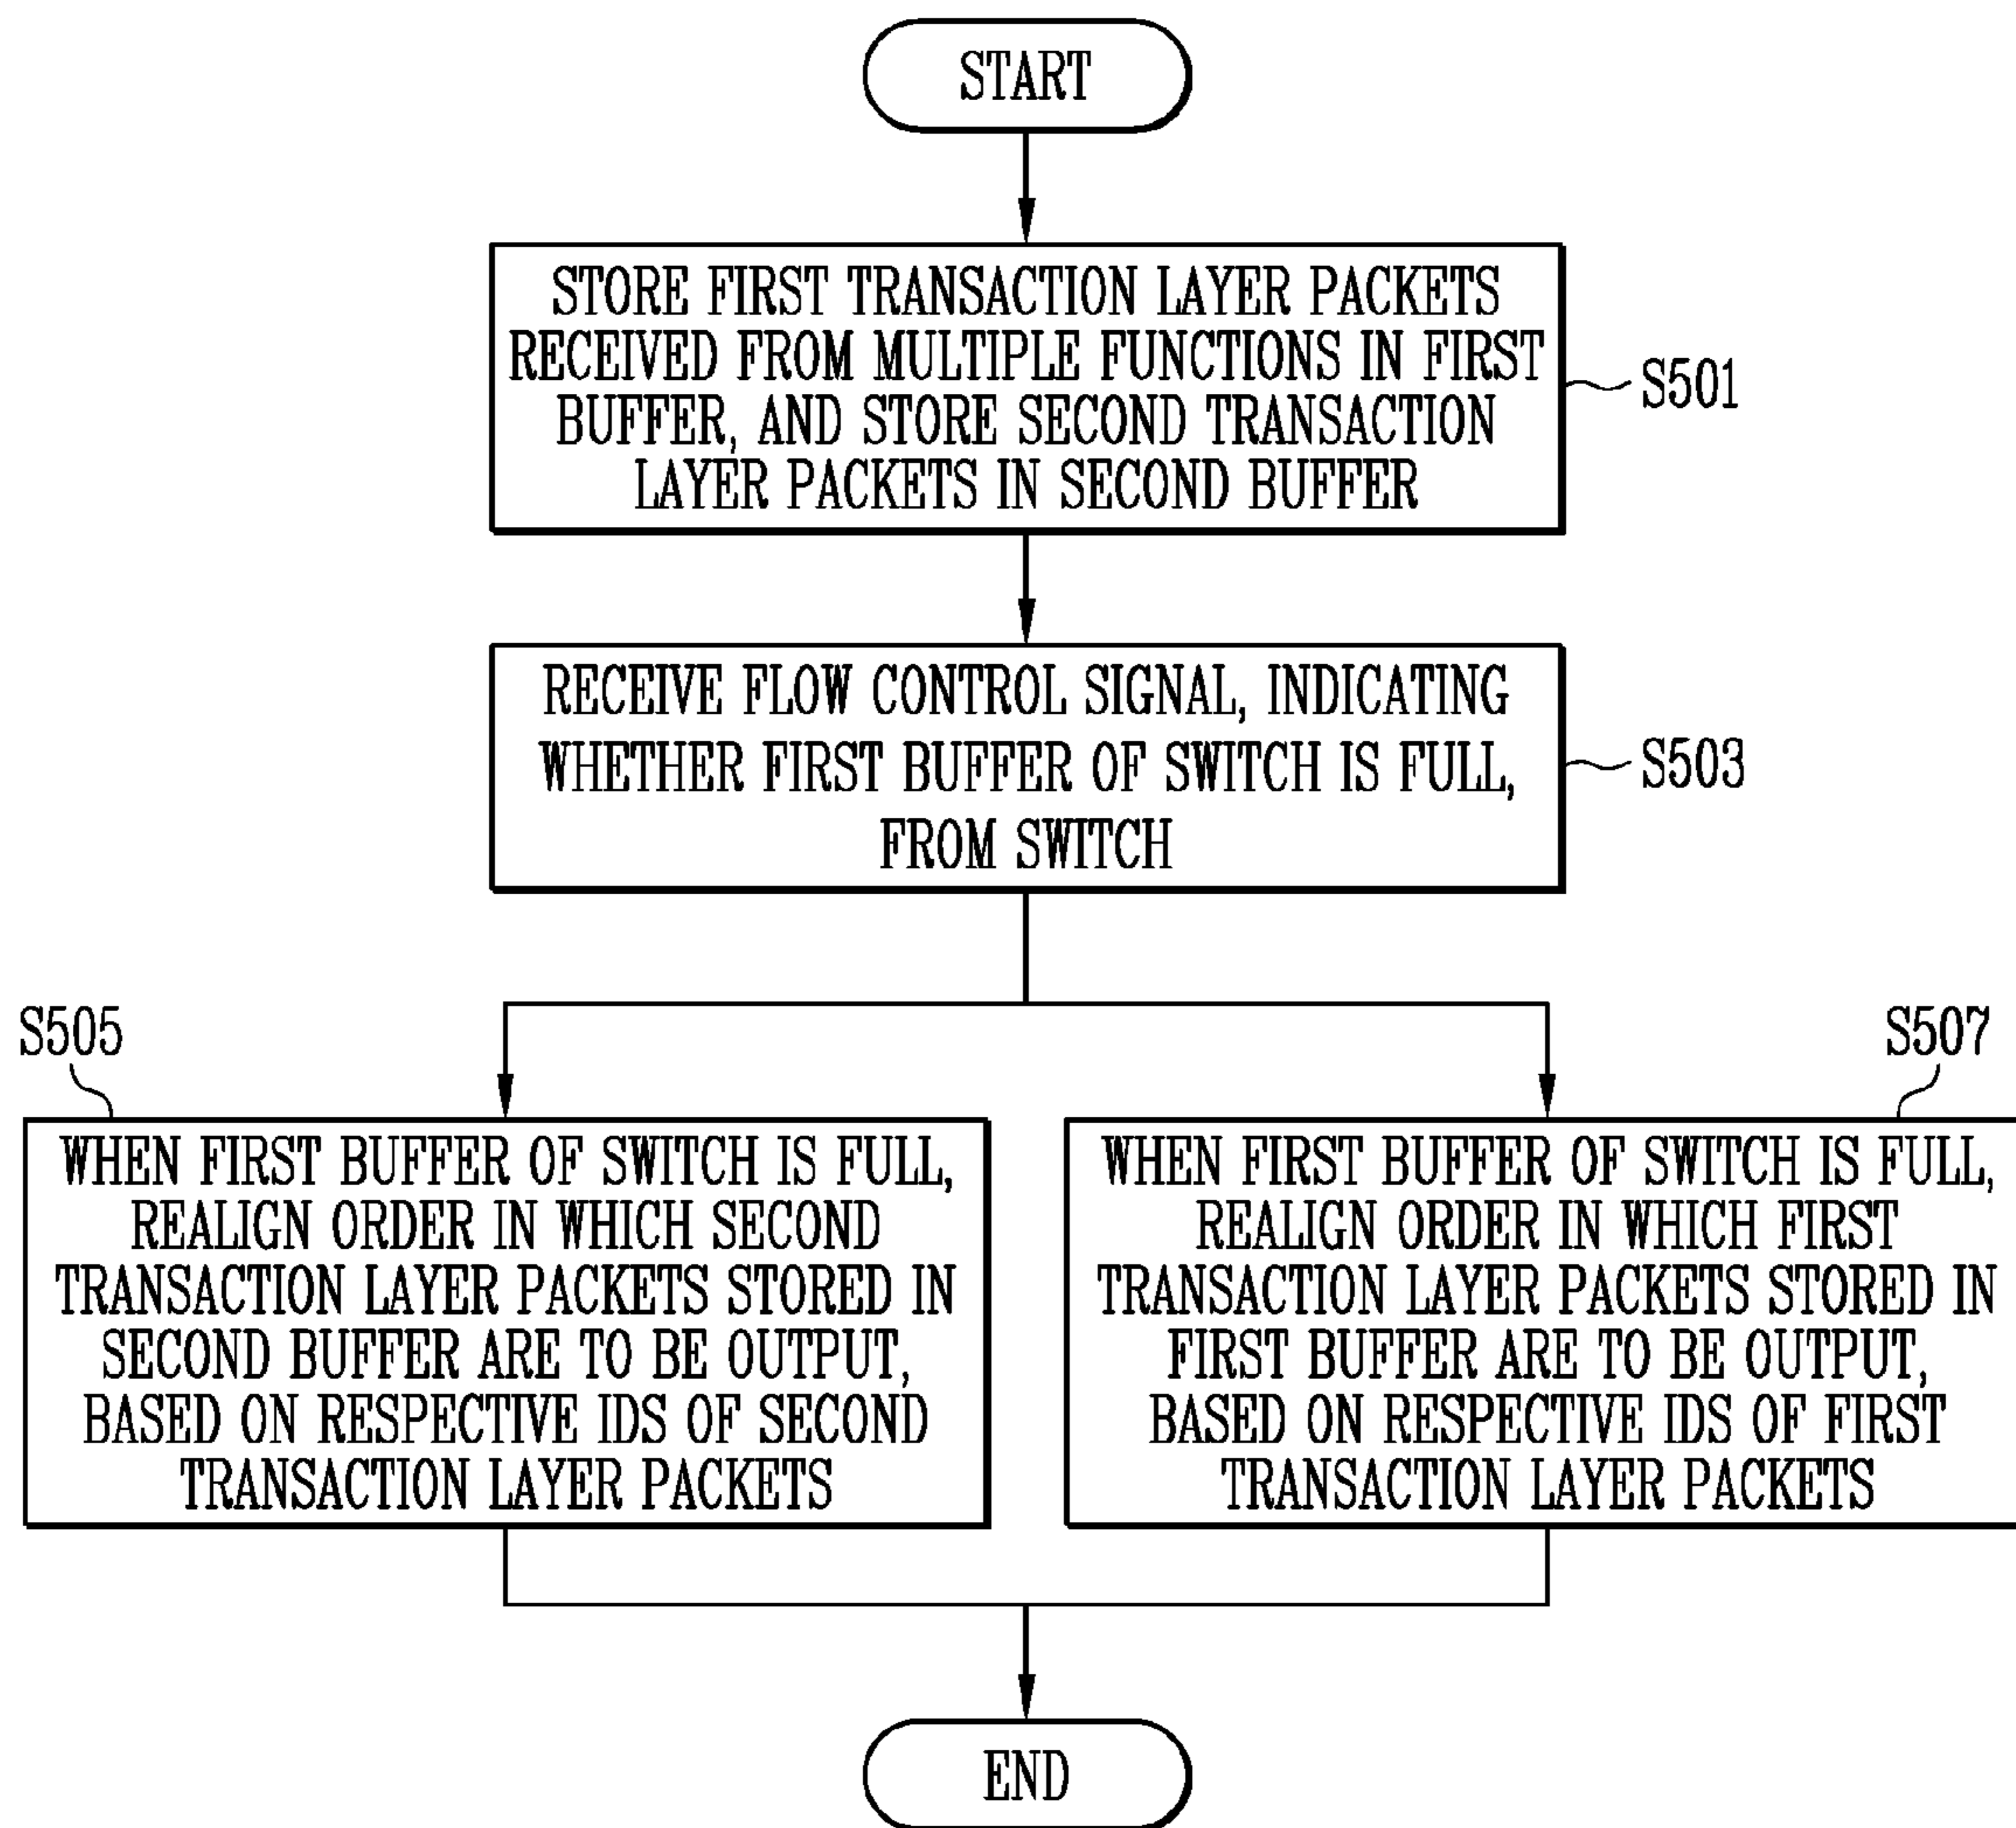 START
STORE FIRST TRANSACTION LAYER PACKETS
RECEIVED FROM MULTIPLE FUNCTIONS IN FIRST
BUFFER, AND STORE SECOND TRANSACTION
LAYER PACKETS IN SECOND BUFFER
S501
RECEIVE FLOW CONTROL SIGNAL, INDICATING
WHETHER FIRST BUFFER OF SWITCH IS FULL,
FROM SWITCH
S503
S505
WHEN FIRST BUFFER OF SWITCH IS FULL,
REALIGN ORDER IN WHICH SECOND
TRANSACTION LAYER PACKETS STORED IN
SECOND BUFFER ARE TO BE OUTPUT,
BASED ON RESPECTIVE IDS OF SECOND
TRANSACTION LAYER PACKETS
S507
WHEN FIRST BUFFER OF SWITCH IS FULL,
REALIGN ORDER IN WHICH FIRST
TRANSACTION LAYER PACKETS STORED IN
FIRST BUFFER ARE TO BE OUTPUT,
BASED ON RESPECTIVE IDS OF FIRST
TRANSACTION LAYER PACKETS
END